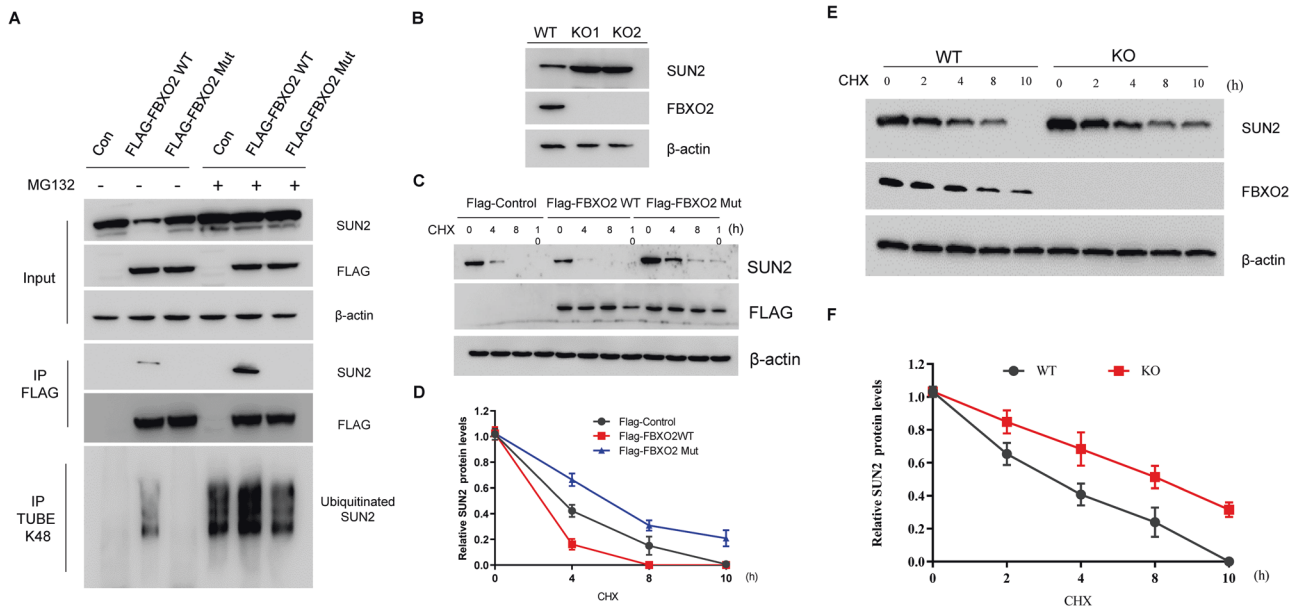 A
Con
FLAG-FBXO2 WT
FLAG-FBXO2 Mut
Con
FLAG-FBXO2 WT
FLAG-FBXO2 Mut
MG132 - - - + + +
Input
SUN2
FLAG
β-actin
IP
FLAG
SUN2
FLAG
IP
TUBE
K48
Ubiquitinated
SUN2
B
WT KO1 KO2
SUN2
FBXO2
β-actin
C
Flag-Control Flag-FBXO2 WT Flag-FBXO2 Mut
CHX 0 4 8 1 0 4 8 1 0 4 8 1 (h)
0 0 0
SUN2
FLAG
β-actin
D
Relative SUN2 protein levels
1.2
1.0
0.8
0.6
0.4
0.2
0.0
Flag-Control
Flag-FBXO2WT
Flag-FBXO2 Mut
0 4 8 10 (h)
CHX
E
WT KO
CHX 0 2 4 8 10 0 2 4 8 10 (h)
SUN2
FBXO2
β-actin
F
Relative SUN2 protein levels
1.2
1.0
0.8
0.6
0.4
0.2
0.0
WT KO
0 2 4 8 10 (h)
CHX